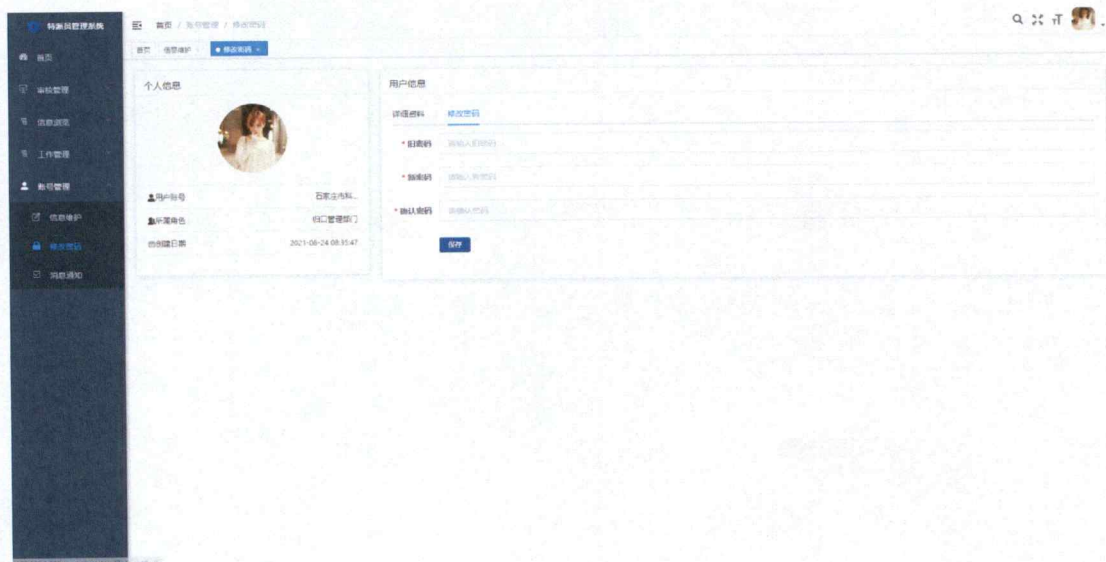 特派员管理系统
首页 / 账号管理 / 修改密码
首页
信息维护
修改密码
首页
审核管理
信息浏览
工作管理
账号管理
信息维护
修改密码
消息通知
个人信息
用户账号 石家庄市科...
所属角色 归口管理部门
创建日期 2021-06-24 08:35:47
用户信息
详细资料 修改密码
* 旧密码 请输入旧密码
* 新密码 请输入新密码
* 确认密码 请确认密码
保存